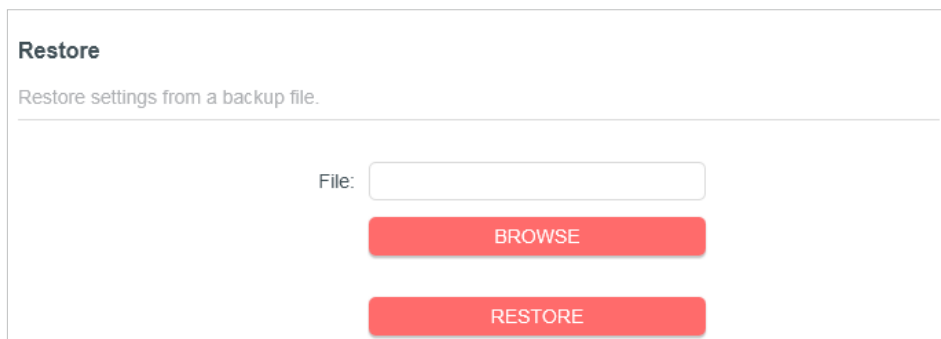 Restore
Restore settings from a backup file.
File:
BROWSE
RESTORE